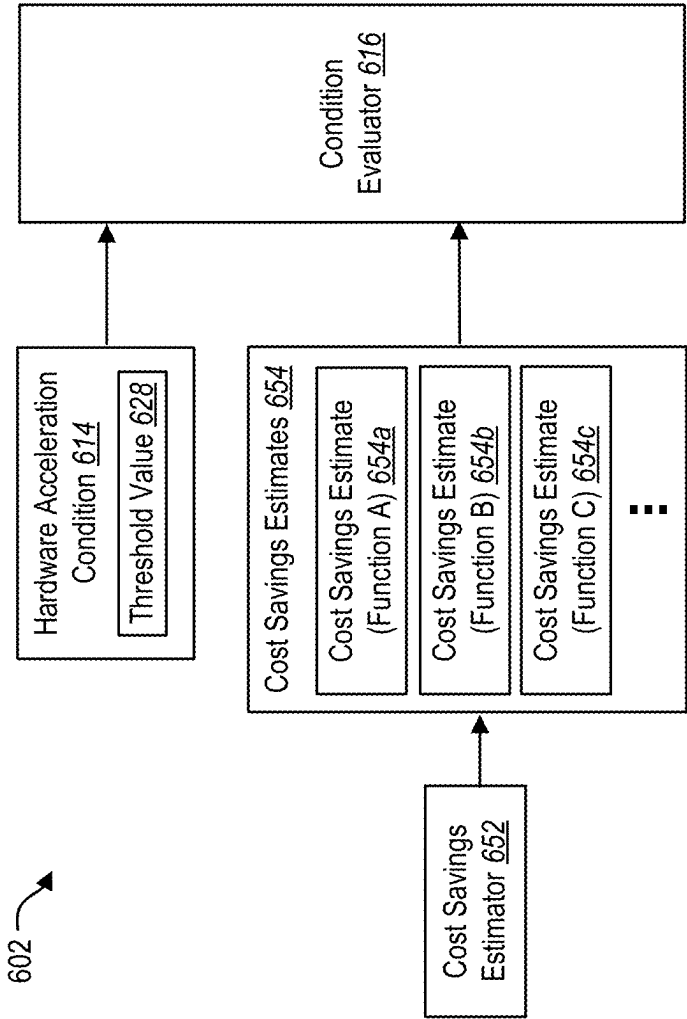 602
Hardware Acceleration
Condition 614
Threshold Value 628
Cost Savings Estimator 652
Cost Savings Estimates 654
Cost Savings Estimate
(Function A) 654a
Cost Savings Estimate
(Function B) 654b
Cost Savings Estimate
(Function C) 654c
Condition
Evaluator 616